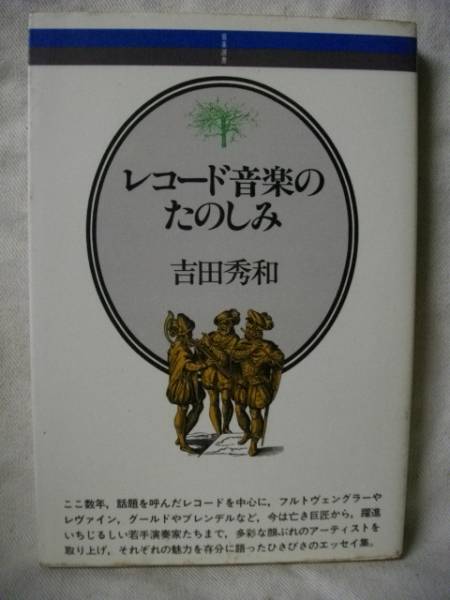 音楽選書
レコード音楽の
たのしみ
吉田秀和
ここ数年，話題を呼んだレコードを中心に，フルトヴェングラーや
レヴァイン，グールドやブレンデルなど，今は亡き巨匠から，躍進
いちじるしい若手演奏家たちまで，多彩な顔ぶれのアーティストを
取り上げ，それぞれの魅力を存分に語ったひさびさのエッセイ集。